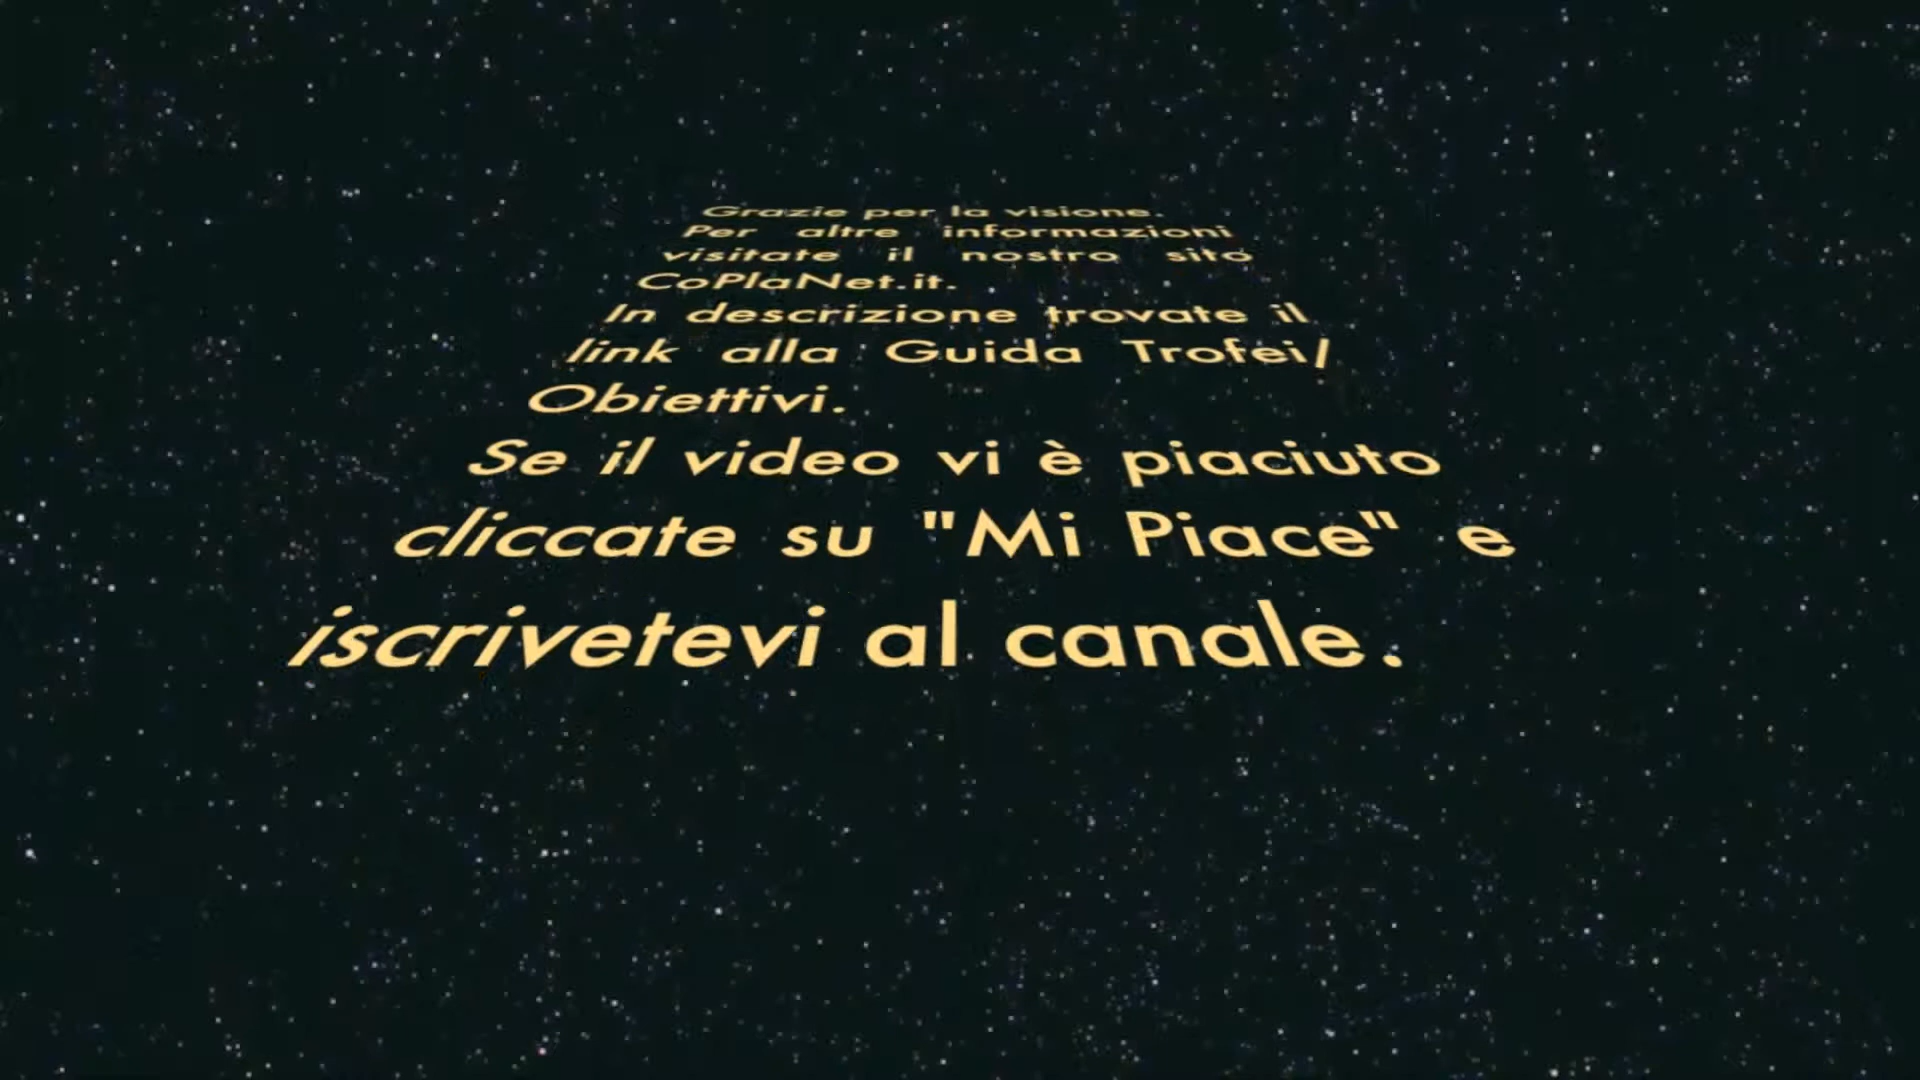 Grazie per la visione.
Per altre informazioni
visitate il nostro sito
CoPlaNet.it.
In descrizione trovate il
link alla Guida Trofei/
Obiettivi.
Se il video vi è piaciuto
cliccate su "Mi Piace" e
iscrivetevi al canale.